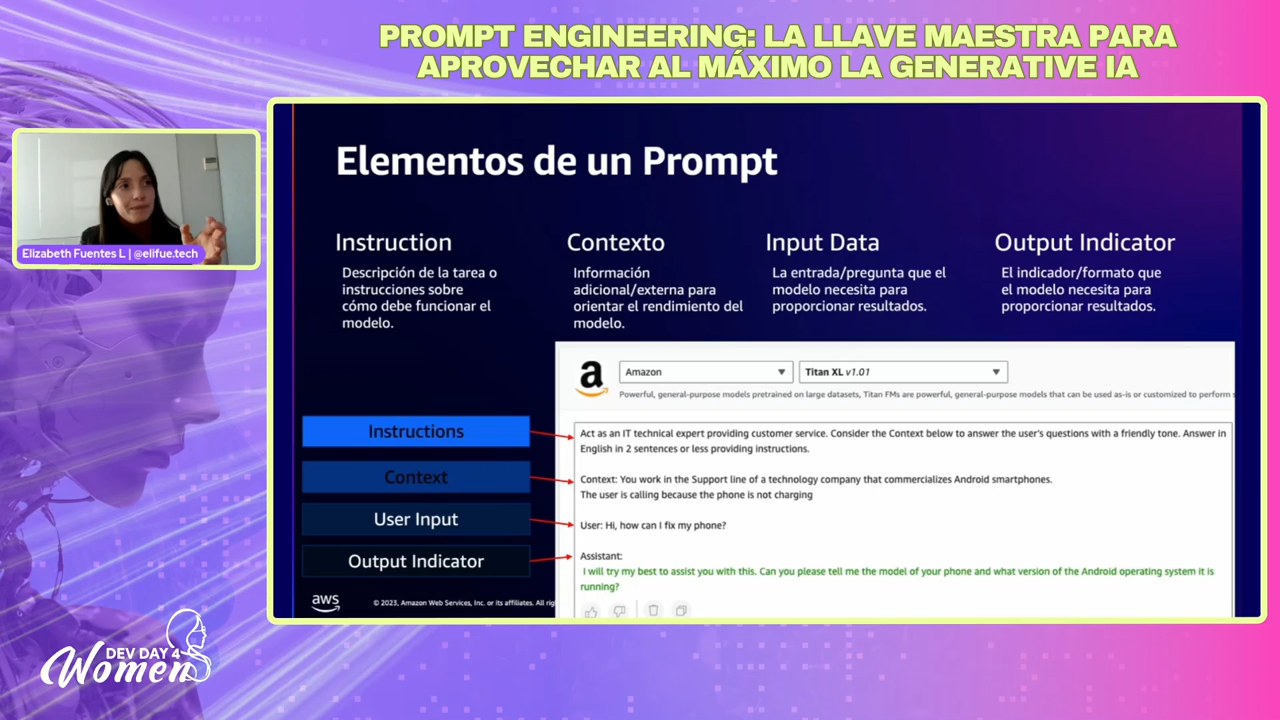 PROMPT ENGINEERING: LA LLAVE MAESTRA PARA
APROVECHAR AL MÁXIMO LA GENERATIVE IA
Elizabeth Fuentes L | @elifue.tech
Elementos de un Prompt
Instruction
Descripción de la tarea o
instrucciones sobre
cómo debe funcionar el
modelo.
Contexto
Información
adicional/externa para
orientar el rendimiento del
modelo.
Input Data
La entrada/pregunta que el
modelo necesita para
proporcionar resultados.
Output Indicator
El indicador/formato que
el modelo necesita para
proporcionar resultados.
a
Amazon
Titan XL v1.01
Powerful, general-purpose models pretrained on large datasets, Titan FMs are powerful, general-purpose models that can be used as-is or customized to perform
Instructions
Context
User Input
Output Indicator
Act as an IT technical expert providing customer service. Consider the Context below to answer the user's questions with a friendly tone. Answer in
English in 2 sentences or less providing instructions.
Context: You work in the Support line of a technology company that commercializes Android smartphones.
The user is calling because the phone is not charging
User: Hi, how can I fix my phone?
Assistant:
I will try my best to assist you with this. Can you please tell me the model of your phone and what version of the Android operating system it is
running?
aws
© 2023, Amazon Web Services, Inc. or its affiliates. All rig
DEV DAY 4
Women